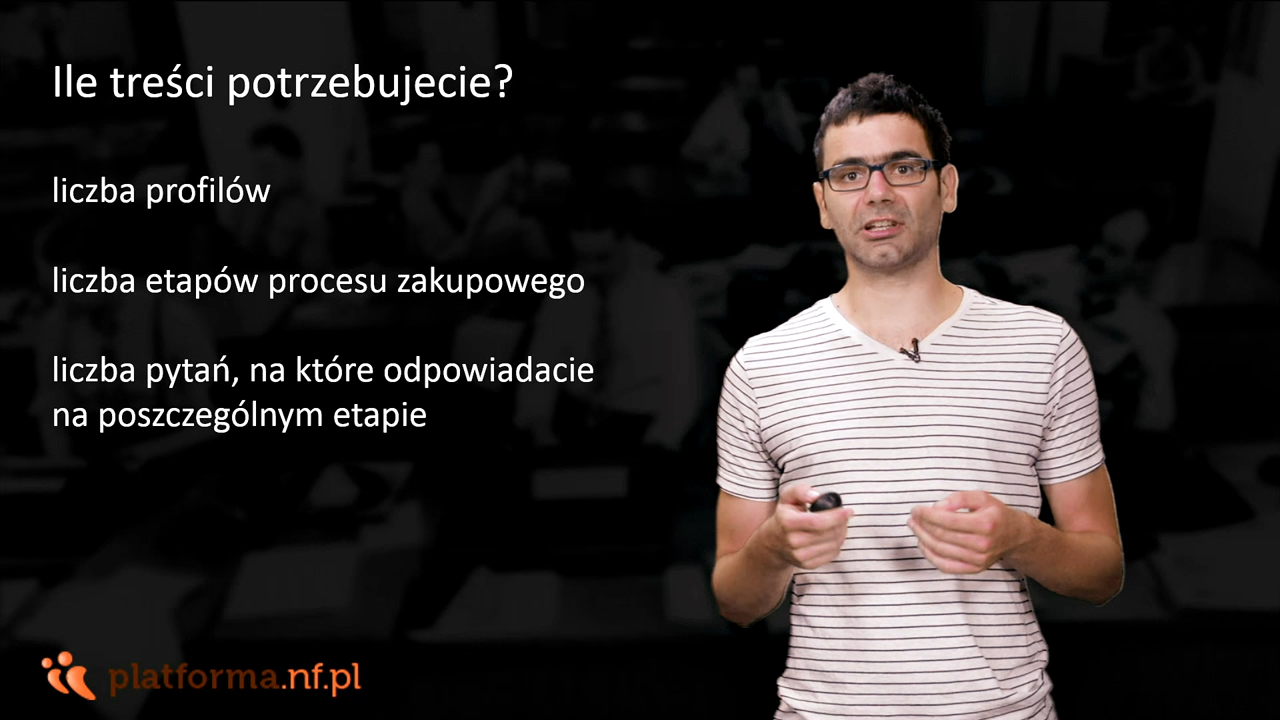 Ile treści potrzebujecie?
liczba profilów
liczba etapów procesu zakupowego
liczba pytań, na które odpowiadacie
na poszczególnym etapie
platforma.nf.pl